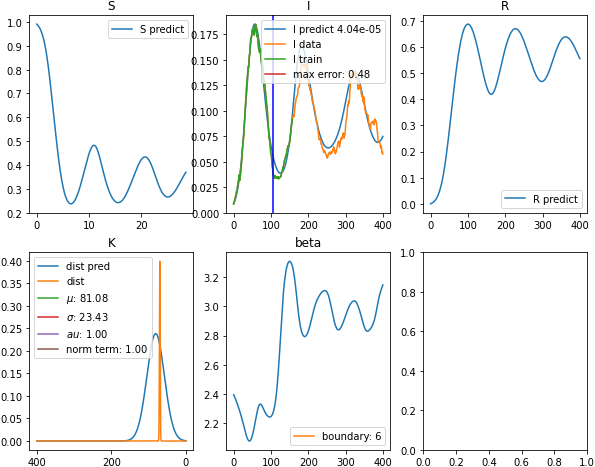 S
1.0
0.9
0.8
0.7
0.6
0.5
0.4
0.3
0.2
0 10 20
S predict
I
0.175
0.150
0.125
0.100
0.075
0.050
0.025
0.000
0 100 200 300 400
I predict 4.04e-05
I data
I train
max error: 0.48
R
0.7
0.6
0.5
0.4
0.3
0.2
0.1
0.0
0 100 200 300 400
R predict
K
0.40
0.35
0.30
0.25
0.20
0.15
0.10
0.05
0.00
400 200 0
dist pred
dist
μ: 81.08
σ: 23.43
au: 1.00
norm term: 1.00
beta
3.2
3.0
2.8
2.6
2.4
2.2
0 100 200 300 400
boundary: 6
1.0
0.8
0.6
0.4
0.2
0.0
0.0 0.2 0.4 0.6 0.8 1.0